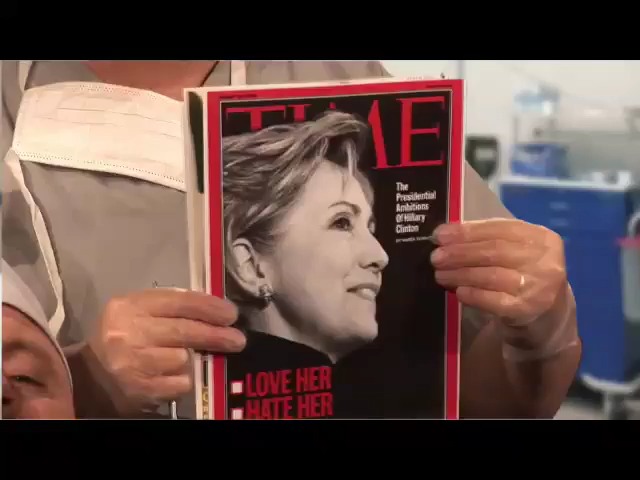 TIME
The
Presidential
Ambitions
Of Hillary
Clinton
LOVE HER
HATE HER